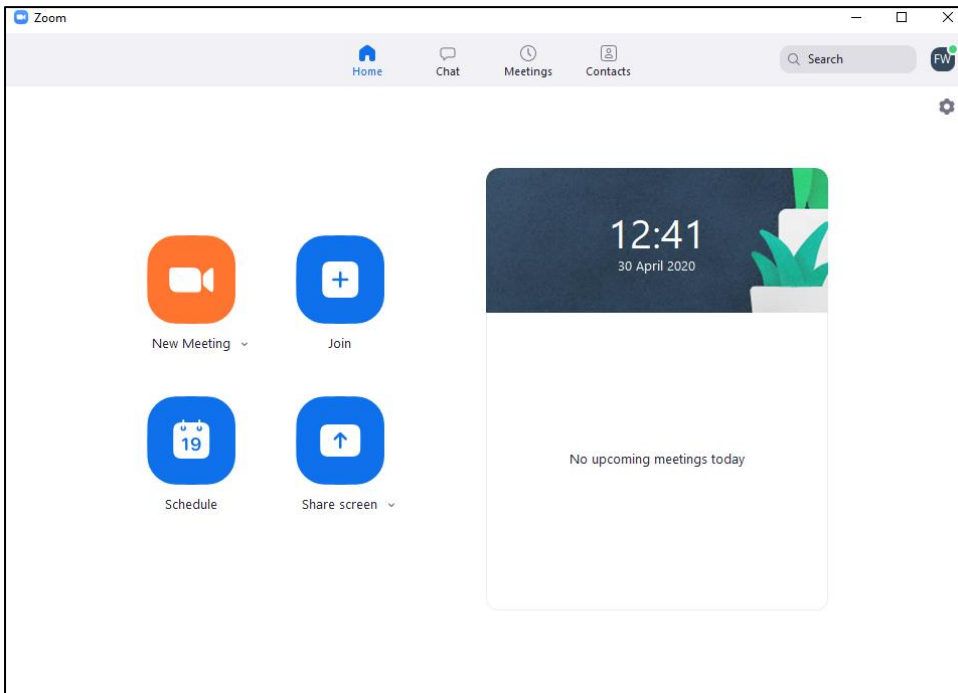 Zoom
Home Chat Meetings Contacts
Search
FW
12:41
30 April 2020
New Meeting
Join
19
Schedule
Share screen
No upcoming meetings today